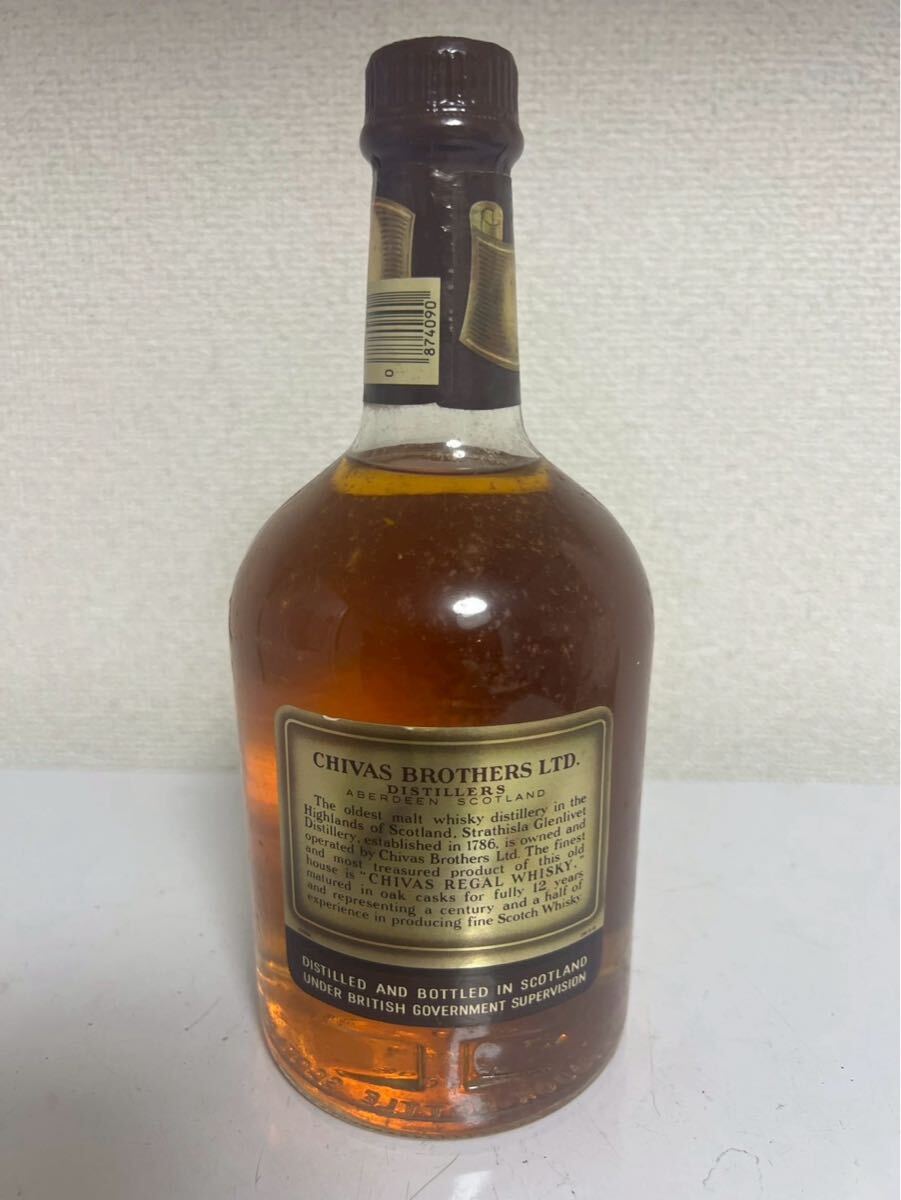 0 874090
CHIVAS BROTHERS LTD.
DISTILLERS
ABERDEEN SCOTLAND
The oldest malt whisky distillery in the
Highlands of Scotland, Strathisla Glenlivet
Distillery, established in 1786, is owned and
operated by Chivas Brothers Ltd. The finest
and most treasured product of this old
house is "CHIVAS REGAL WHISKY,"
matured in oak casks for fully 12 years
and representing a century and a half of
experience in producing fine Scotch Whisky
DISTILLED AND BOTTLED IN SCOTLAND
UNDER BRITISH GOVERNMENT SUPERVISION